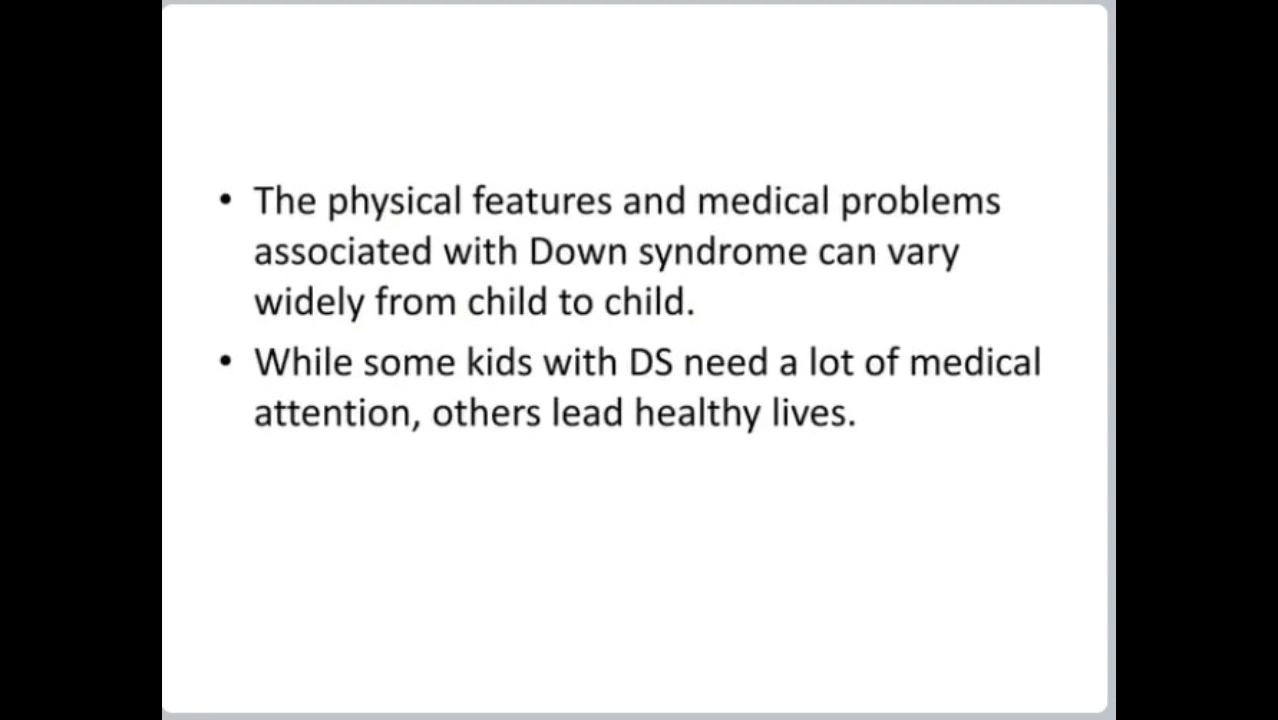 • The physical features and medical problems
associated with Down syndrome can vary
widely from child to child.
• While some kids with DS need a lot of medical
attention, others lead healthy lives.